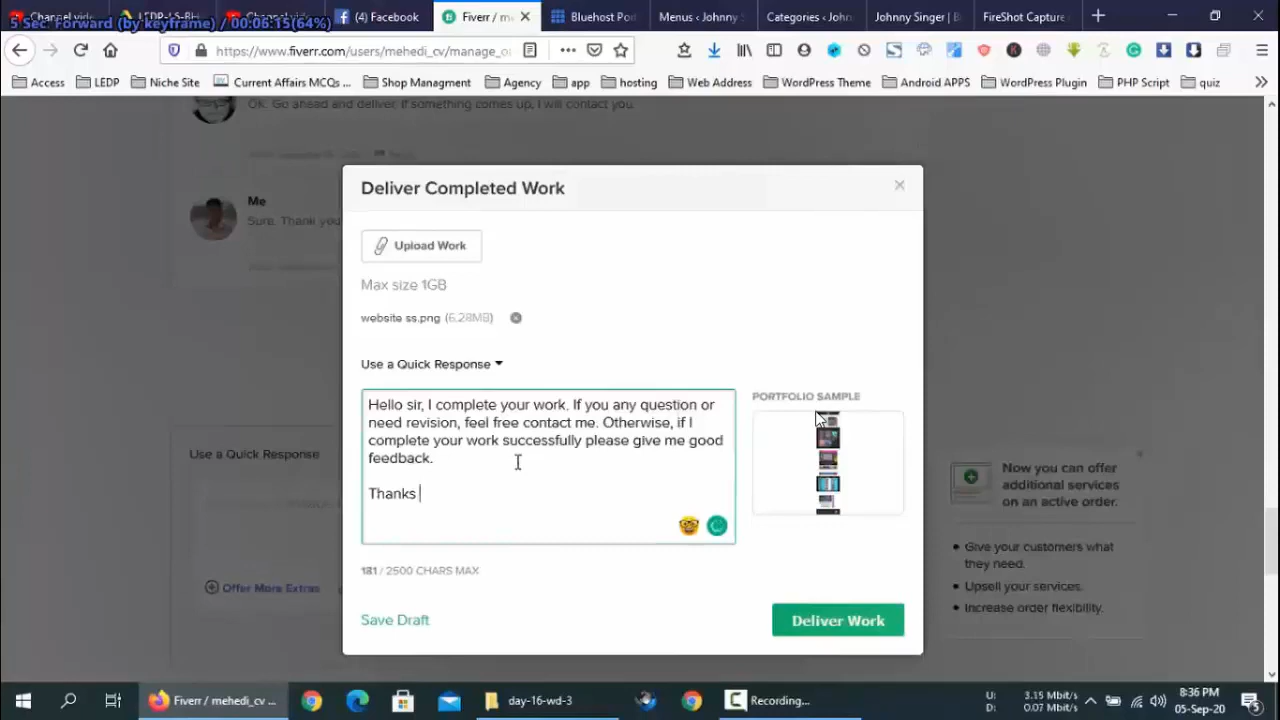 5 Sec. Forward (by keyframe) / 00:06:15(64%)
(4) Facebook
Fiverr / me
Bluehost Po
Menus ‹ Johnny
Categories ‹ John
Johnny Singer | B
FireShot Capture
https://www.fiverr.com/users/mehedi_cv/manage_o
Access LEDP Niche Site Current Affairs MCQs ... Shop Managment Agency app hosting Web Address WordPress Theme Android APPS WordPress Plugin PHP Script quiz
Ok. Go ahead and deliver. If something comes up, I will contact you.
Me
Sure. Thank you
Deliver Completed Work
Upload Work
Max size 1GB
website ss.png (6.28MB)
Use a Quick Response
Hello sir, I complete your work. If you any question or
need revision, feel free contact me. Otherwise, if I
complete your work successfully please give me good
feedback.
Thanks
PORTFOLIO SAMPLE
181 / 2500 CHARS MAX
Save Draft
Deliver Work
Use a Quick Response
Offer More Extras
Now you can offer
additional services
on an active order.
Give your customers what
they need.
Upsell your services.
Increase order flexibility.
Fiverr / mehedi_cv ...
day-16-wd-3
Recording...
U: 3.15 Mbit/s
D: 0.07 Mbit/s
8:36 PM
05-Sep-20
5